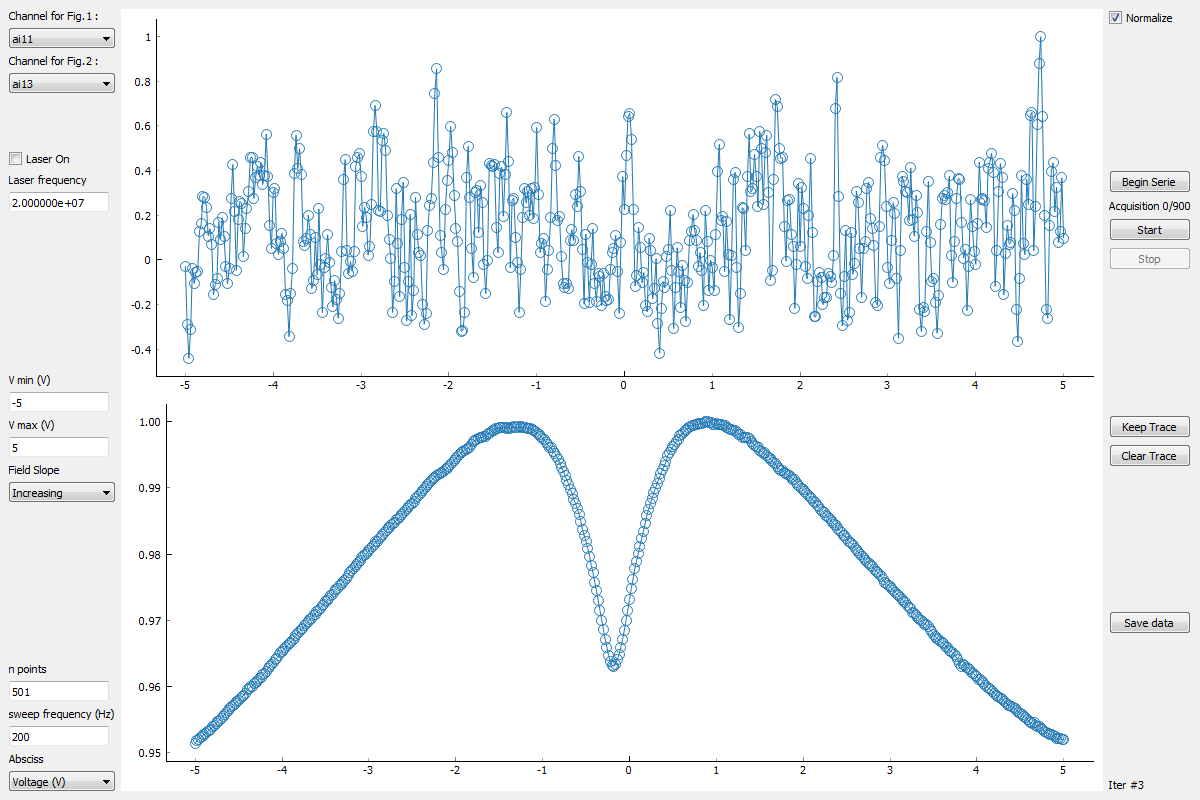 Channel for Fig.1 :
ai11
Channel for Fig.2 :
ai13
Laser On
Laser frequency
2.000000e+07
V min (V)
-5
V max (V)
5
Field Slope
Increasing
n points
501
sweep frequency (Hz)
200
Absciss
Voltage (V)
1
0.8
0.6
0.4
0.2
0
-0.2
-0.4
-5 -4 -3 -2 -1 0 1 2 3 4 5
1.00
0.99
0.98
0.97
0.96
0.95
-5 -4 -3 -2 -1 0 1 2 3 4 5
Normalize
Begin Serie
Acquisition 0/900
Start
Stop
Keep Trace
Clear Trace
Save data
Iter #3